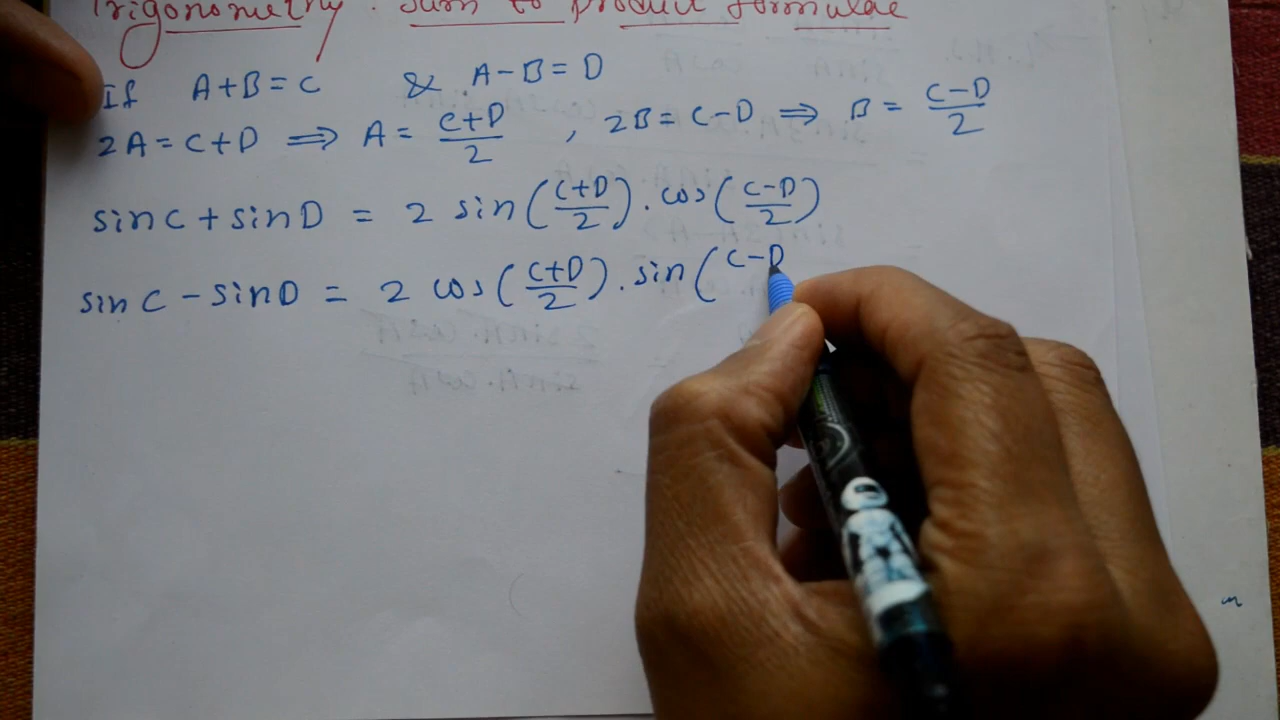 Trigonometry. Sum to product formulae
If A+B=C & A-B=D
2A=C+D ⟹ A= (C+D)/2 , 2B=C-D ⟹ B= (C-D)/2
sinC+sinD = 2 sin((C+D)/2).cos((C-D)/2)
sinC-sinD = 2 cos((C+D)/2).sin(C-D